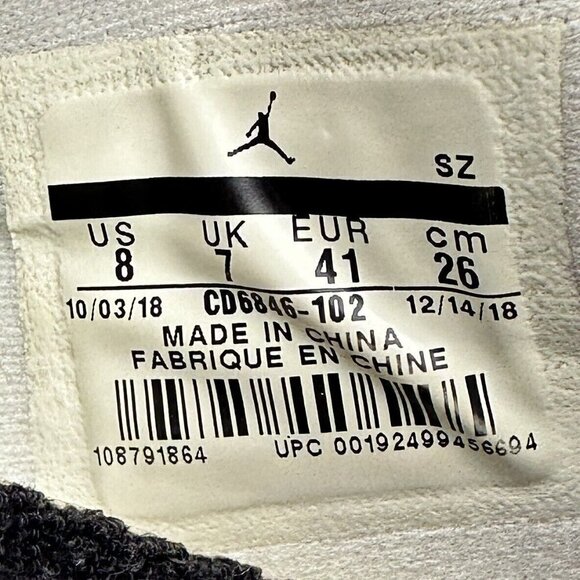 SZ
US UK EUR cm
8 7 41 26
10/03/18 CD6846-102 12/14/18
MADE IN CHINA
FABRIQUE EN CHINE
108791864 UPC 00192499456694